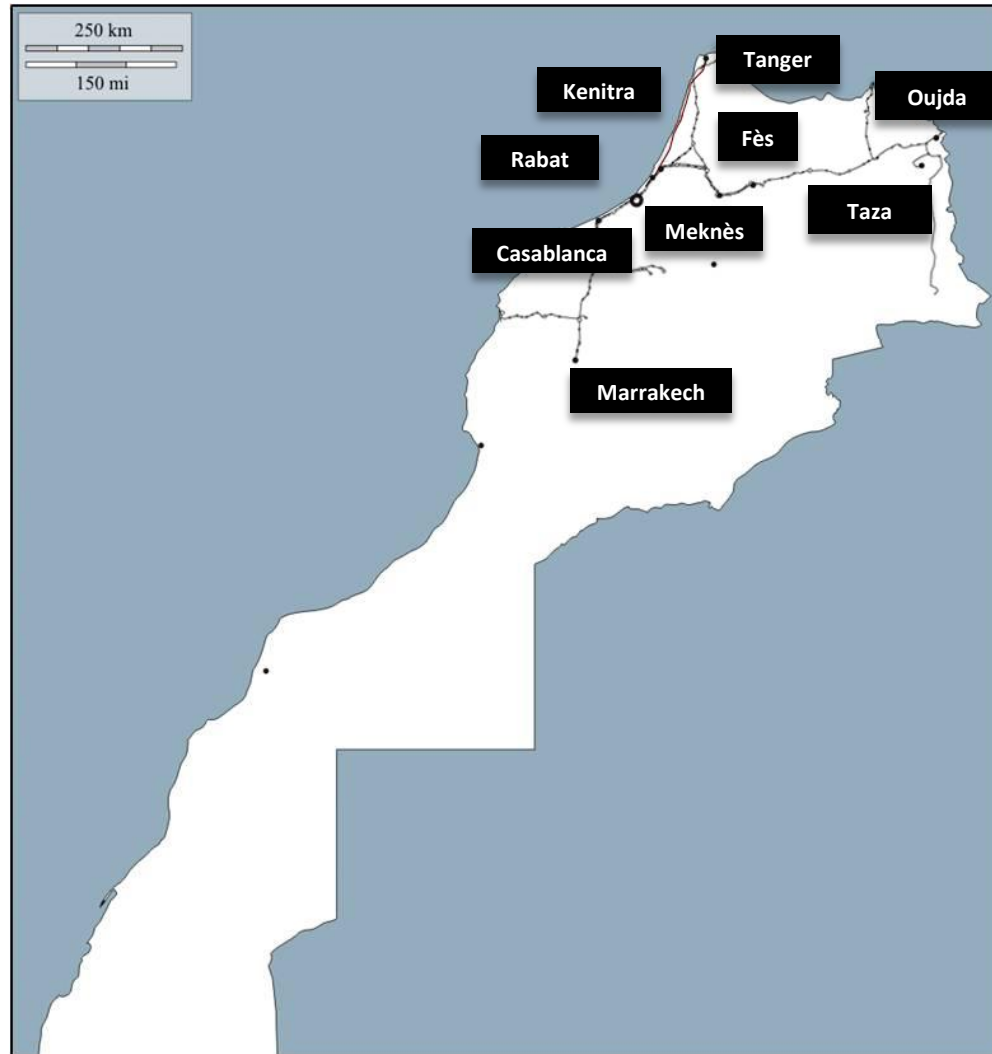 250 km
150 mi
Tanger
Kenitra
Oujda
Fès
Rabat
Taza
Meknès
Casablanca
Marrakech